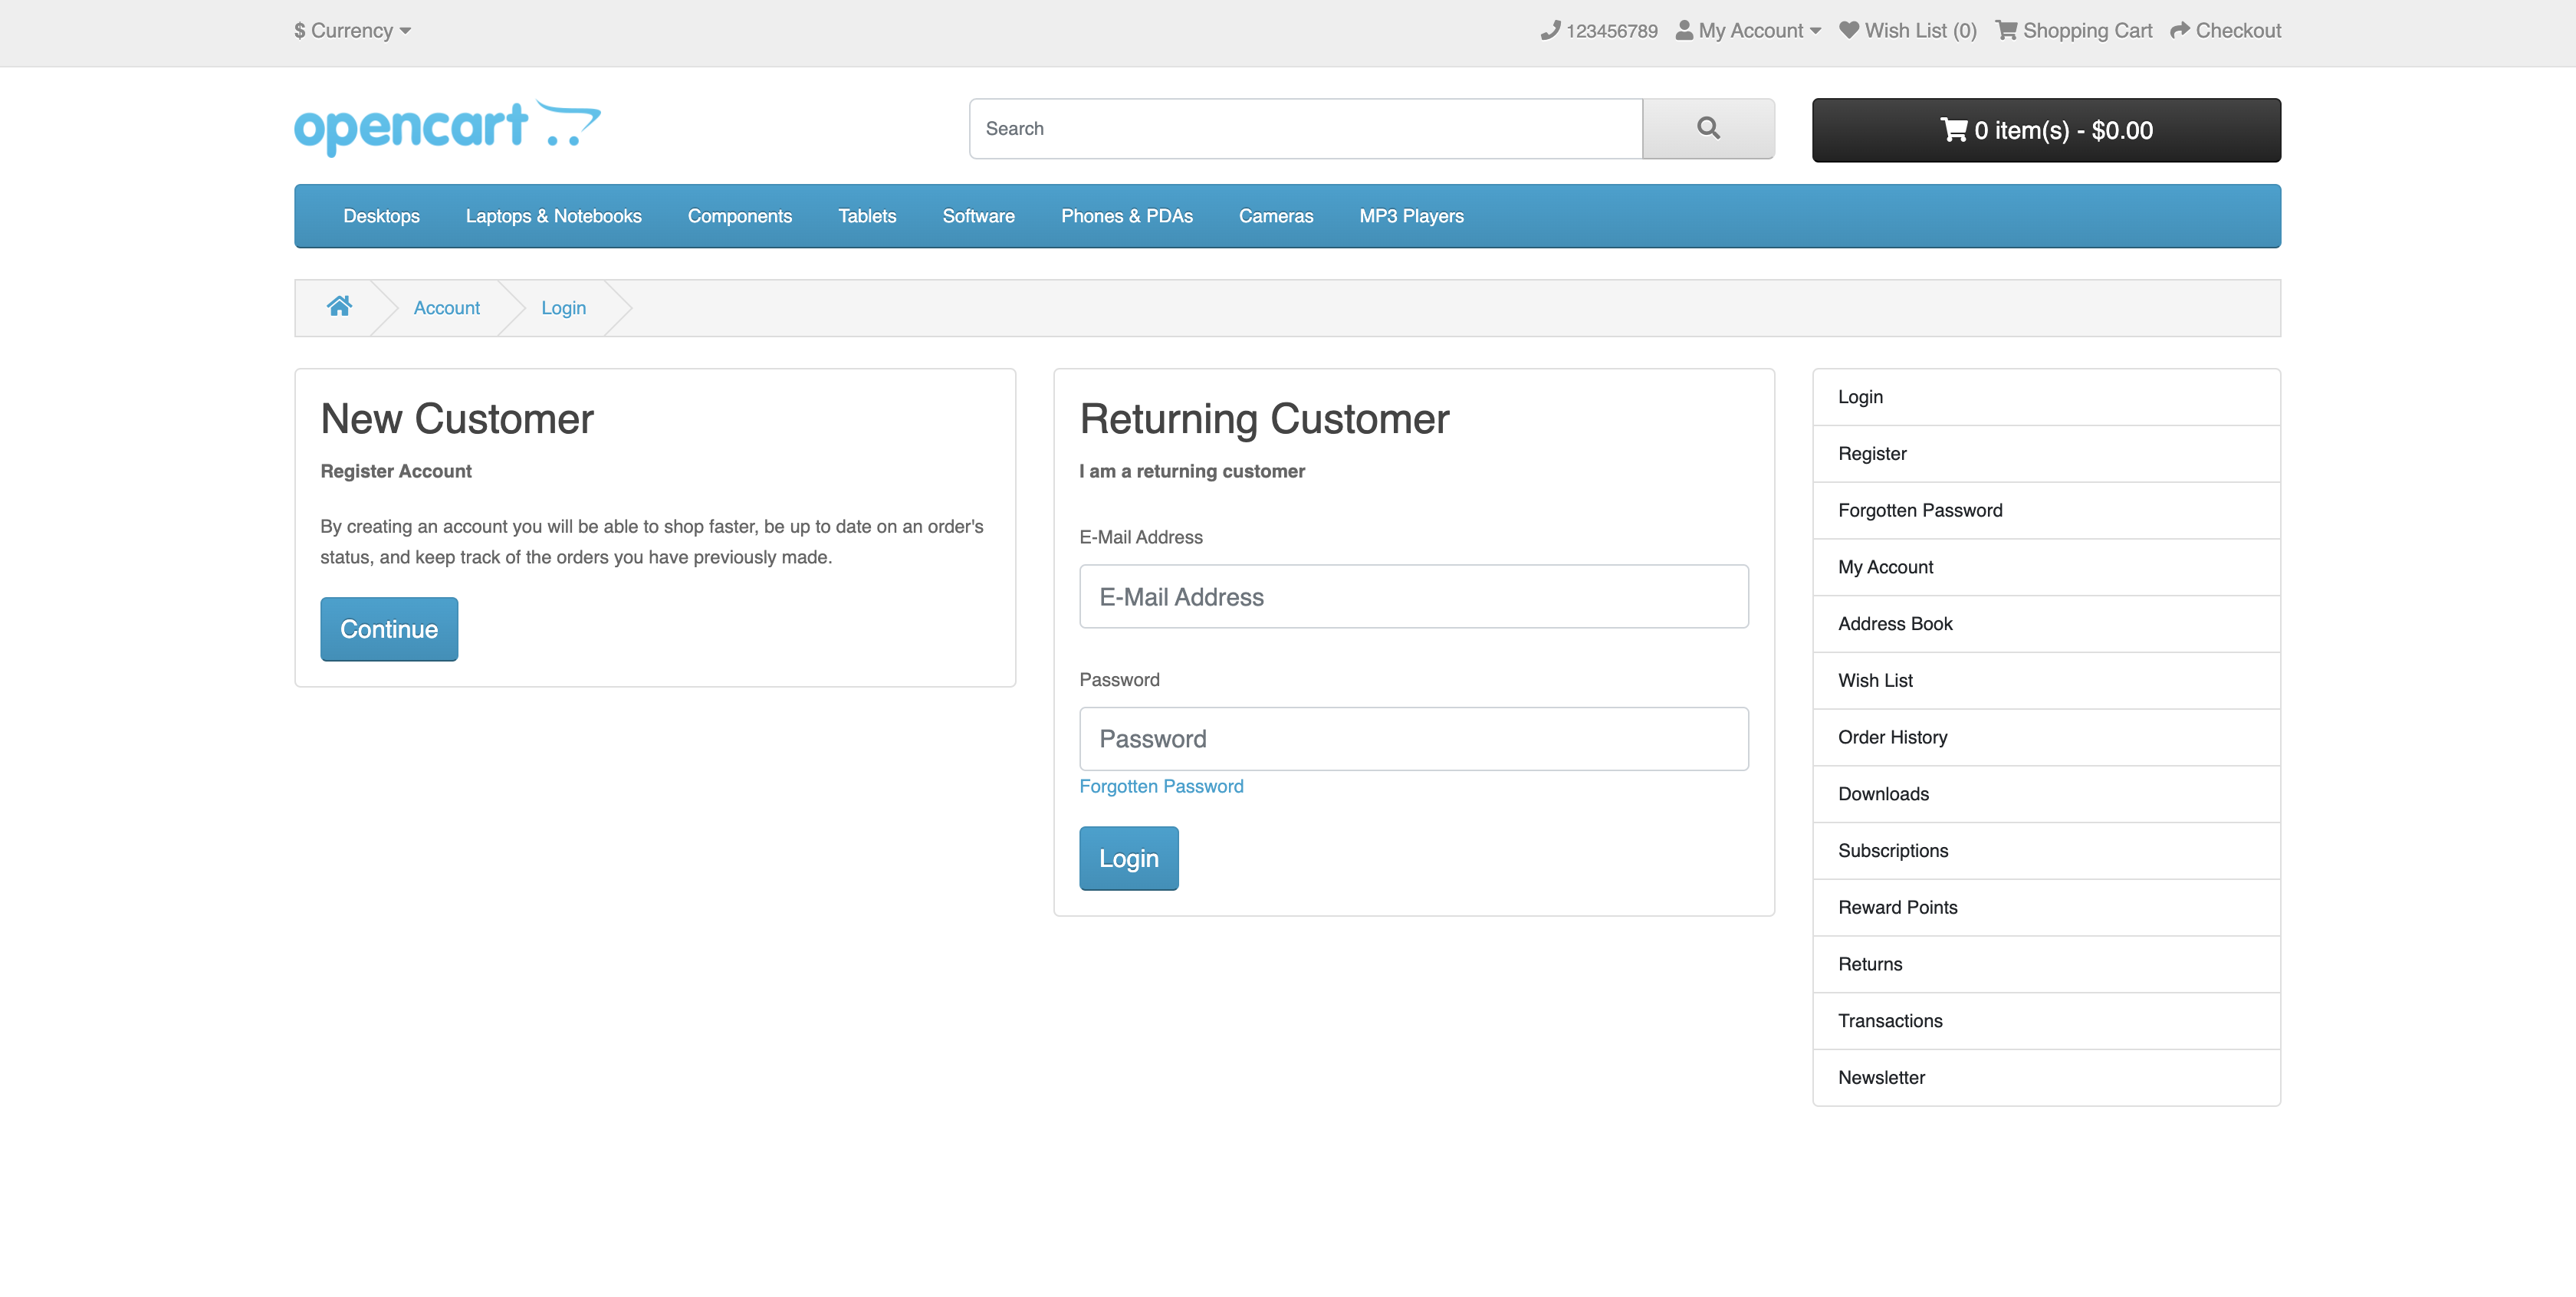 $ Currency
123456789 My Account Wish List (0) Shopping Cart Checkout
opencart
Search
0 item(s) - $0.00
Desktops Laptops & Notebooks Components Tablets Software Phones & PDAs Cameras MP3 Players
Account Login
New Customer
Register Account
By creating an account you will be able to shop faster, be up to date on an order's
status, and keep track of the orders you have previously made.
Continue
Returning Customer
I am a returning customer
E-Mail Address
E-Mail Address
Password
Password
Forgotten Password
Login
Login
Register
Forgotten Password
My Account
Address Book
Wish List
Order History
Downloads
Subscriptions
Reward Points
Returns
Transactions
Newsletter